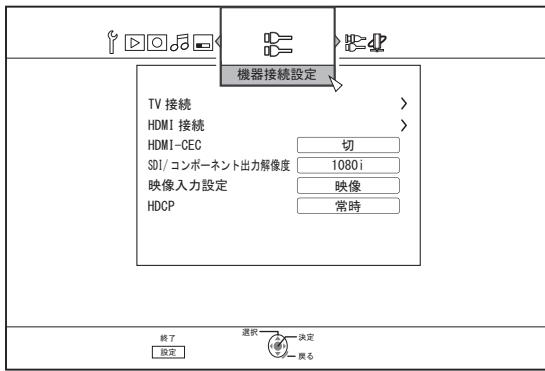 機器接続設定
TV 接続
HDMI 接続
HDMI-CEC 切
SDI/コンポーネント出力解像度 1080i
映像入力設定 映像
HDCP 常時
終了
設定
選択
決定
戻る